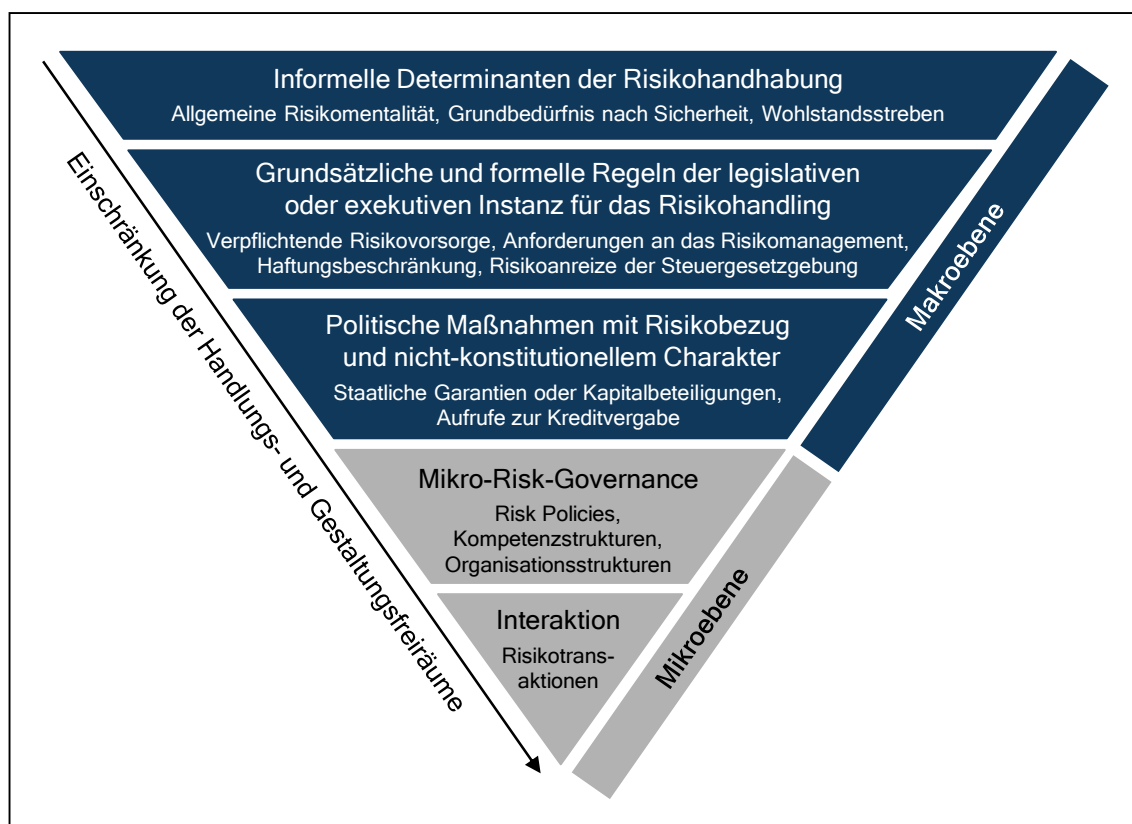 Informelle Determinanten der Risikohandhabung
Allgemeine Risikomentalität, Grundbedürfnis nach Sicherheit, Wohlstandsstreben
Grundsätzliche und formelle Regeln der legislativen
oder exekutiven Instanz für das Risikohandling
Verpflichtende Risikovorsorge, Anforderungen an das Risikomanagement,
Haftungsbeschränkung, Risikoanreize der Steuergesetzgebung
Politische Maßnahmen mit Risikobezug
und nicht-konstitutionellem Charakter
Staatliche Garantien oder Kapitalbeteiligungen,
Aufrufe zur Kreditvergabe
Mikro-Risk-Governance
Risk Policies,
Kompetenzstrukturen,
Organisationsstrukturen
Interaktion
Risikotrans-
aktionen
Einschränkung der Handlungs- und Gestaltungsfreiräume
Makroebene
Mikroebene